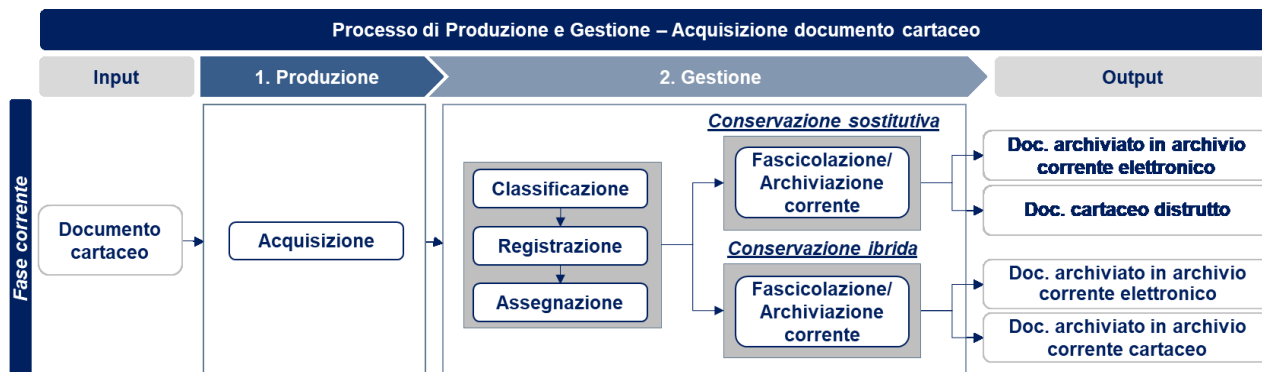 Processo di Produzione e Gestione – Acquisizione documento cartaceo
Input
1. Produzione
2. Gestione
Output
Fase corrente
Documento
cartaceo
Acquisizione
Classificazione
Registrazione
Assegnazione
Conservazione sostitutiva
Fascicolazione/
Archiviazione
corrente
Conservazione ibrida
Fascicolazione/
Archiviazione
corrente
Doc. archiviato in archivio
corrente elettronico
Doc. cartaceo distrutto
Doc. archiviato in archivio
corrente elettronico
Doc. archiviato in archivio
corrente cartaceo